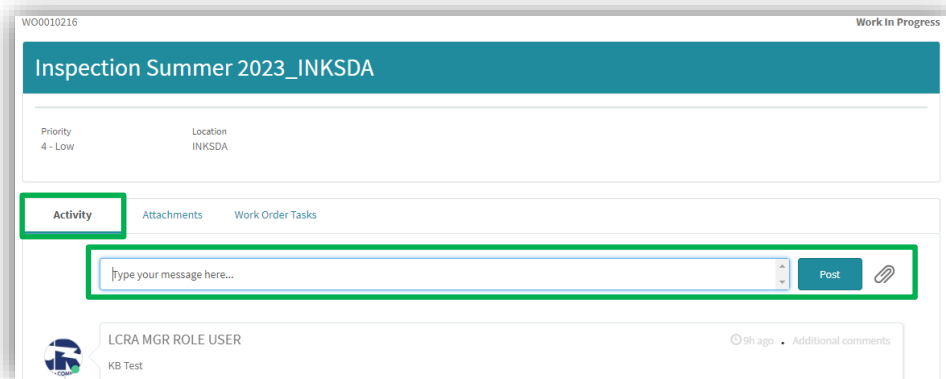 WO0010216 Work In Progress
Inspection Summer 2023_INKSDA
Priority Location
4 - Low INKSDA
Activity Attachments Work Order Tasks
Type your message here... Post
LCRA MGR ROLE USER 9h ago • Additional comments
KB Test